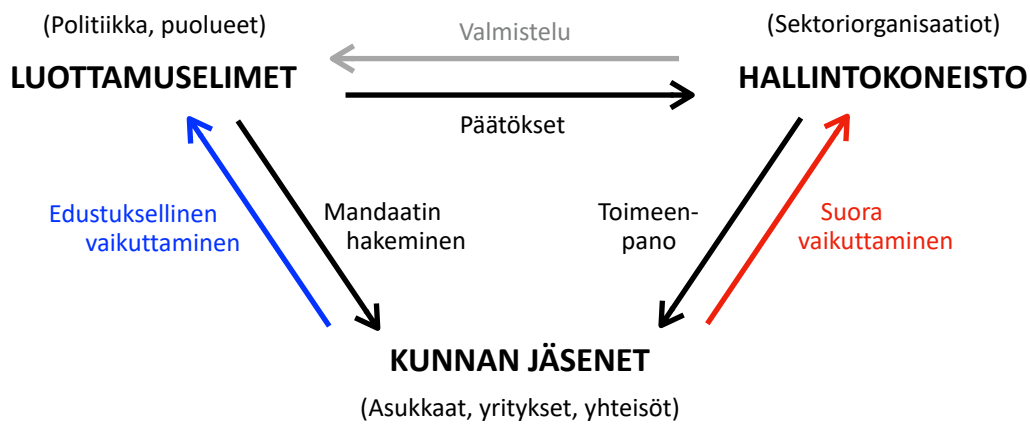 (Politiikka, puolueet)
LUOTTAMUSELIMET
Valmistelu
Päätökset
(Sektoriorganisaatiot)
HALLINTOKONEISTO
Edustuksellinen
vaikuttaminen
Mandaatin
hakeminen
Toimeen-
pano
Suora
vaikuttaminen
KUNNAN JÄSENET
(Asukkaat, yritykset, yhteisöt)